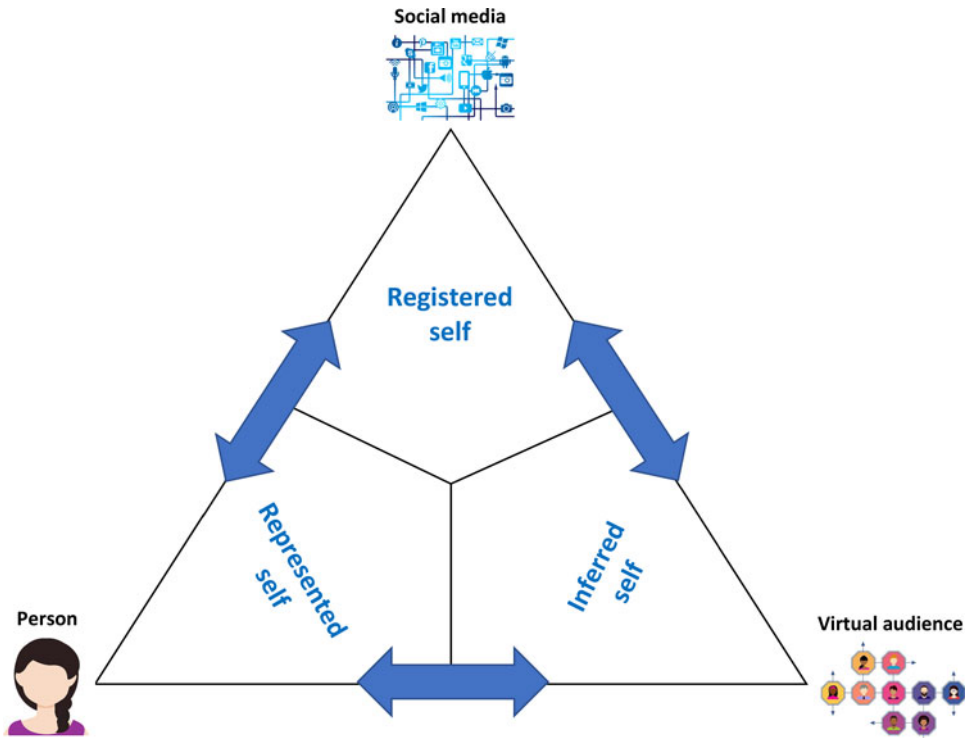 Social media
Registered
self
Represented
self
Inferred
self
Person
Virtual audience